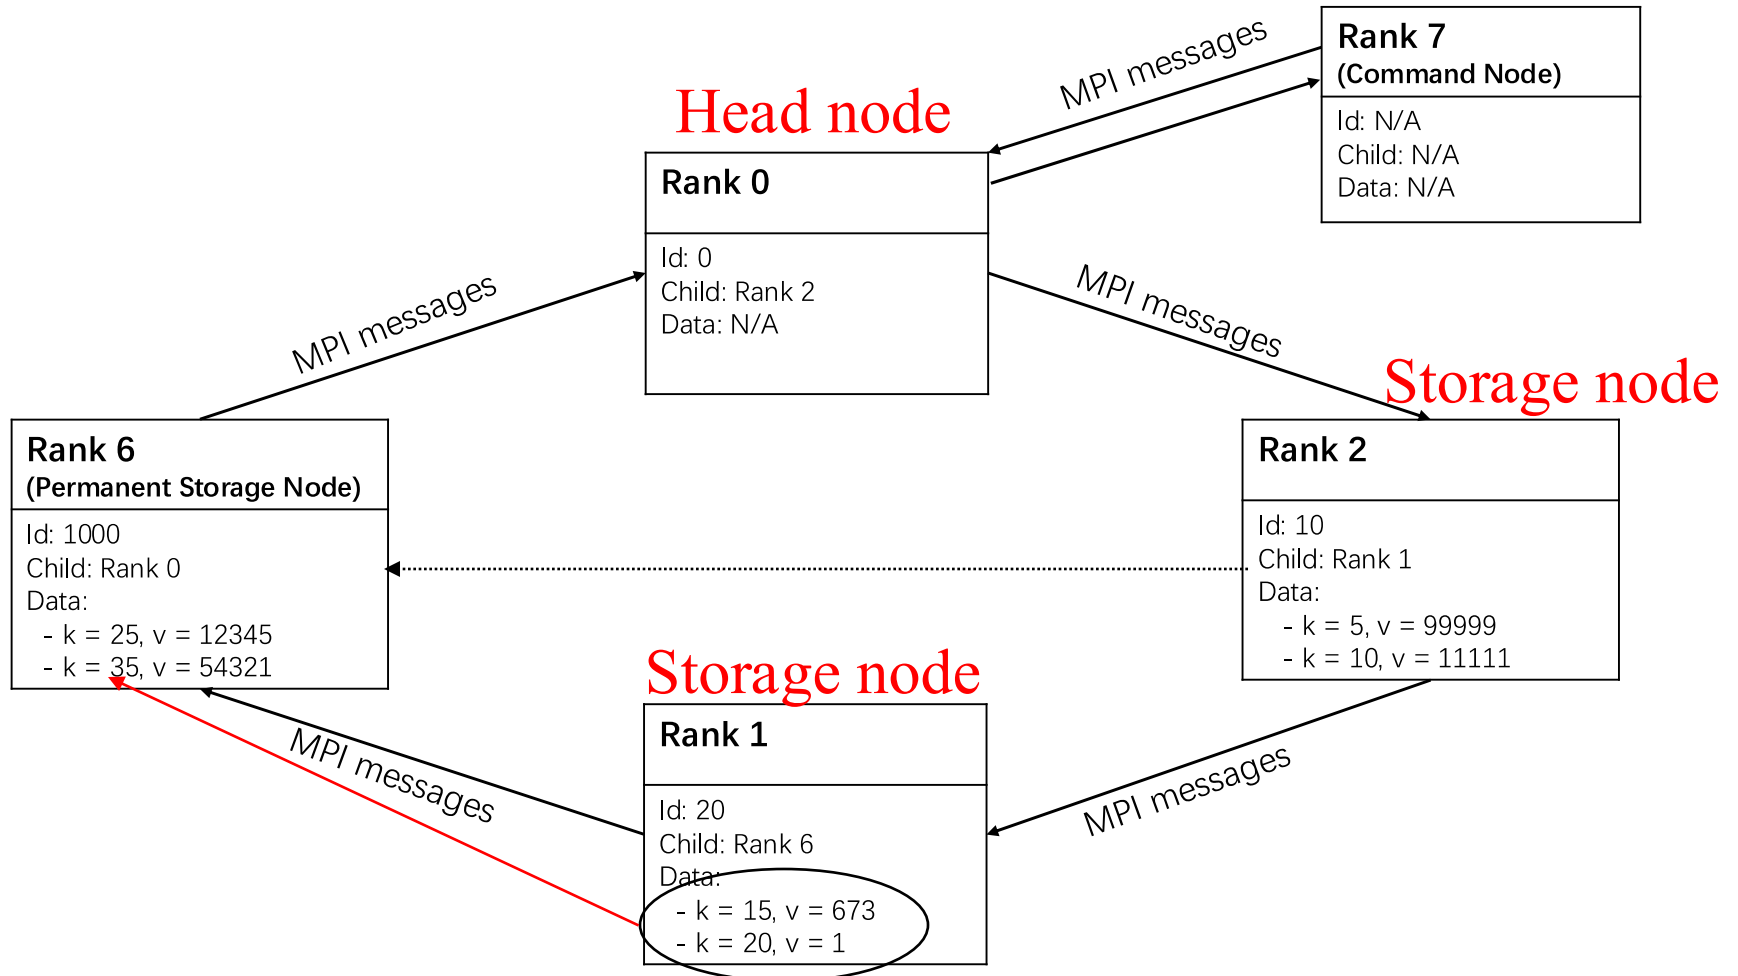 Rank 7
(Command Node)
Id: N/A
Child: N/A
Data: N/A
MPI messages
Head node
Rank 0
Id: 0
Child: Rank 2
Data: N/A
MPI messages
MPI messages
Storage node
Rank 6
(Permanent Storage Node)
Id: 1000
Child: Rank 0
Data:
- k = 25, v = 12345
- k = 35, v = 54321
Rank 2
Id: 10
Child: Rank 1
Data:
- k = 5, v = 99999
- k = 10, v = 11111
Storage node
Rank 1
Id: 20
Child: Rank 6
Data:
- k = 15, v = 673
- k = 20, v = 1
MPI messages
MPI messages